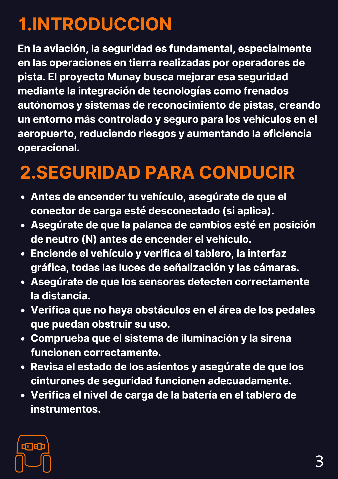 1.INTRODUCCION
En la aviación, la seguridad es fundamental, especialmente
en las operaciones en tierra realizadas por operadores de
pista. El proyecto Munay busca mejorar esa seguridad
mediante la integración de tecnologías como frenados
autónomos y sistemas de reconocimiento de pistas, creando
un entorno más controlado y seguro para los vehículos en el
aeropuerto, reduciendo riesgos y aumentando la eficiencia
operacional.
2.SEGURIDAD PARA CONDUCIR
• Antes de encender tu vehículo, asegúrate de que el
conector de carga esté desconectado (si aplica).
• Asegúrate de que la palanca de cambios esté en posición
de neutro (N) antes de encender el vehículo.
• Enciende el vehículo y verifica el tablero, la interfaz
gráfica, todas las luces de señalización y las cámaras.
• Asegúrate de que los sensores detecten correctamente
la distancia.
• Verifica que no haya obstáculos en el área de los pedales
que puedan obstruir su uso.
• Comprueba que el sistema de iluminación y la sirena
funcionen correctamente.
• Revisa el estado de los asientos y asegúrate de que los
cinturones de seguridad funcionen adecuadamente.
• Verifica el nivel de carga de la batería en el tablero de
instrumentos.
3